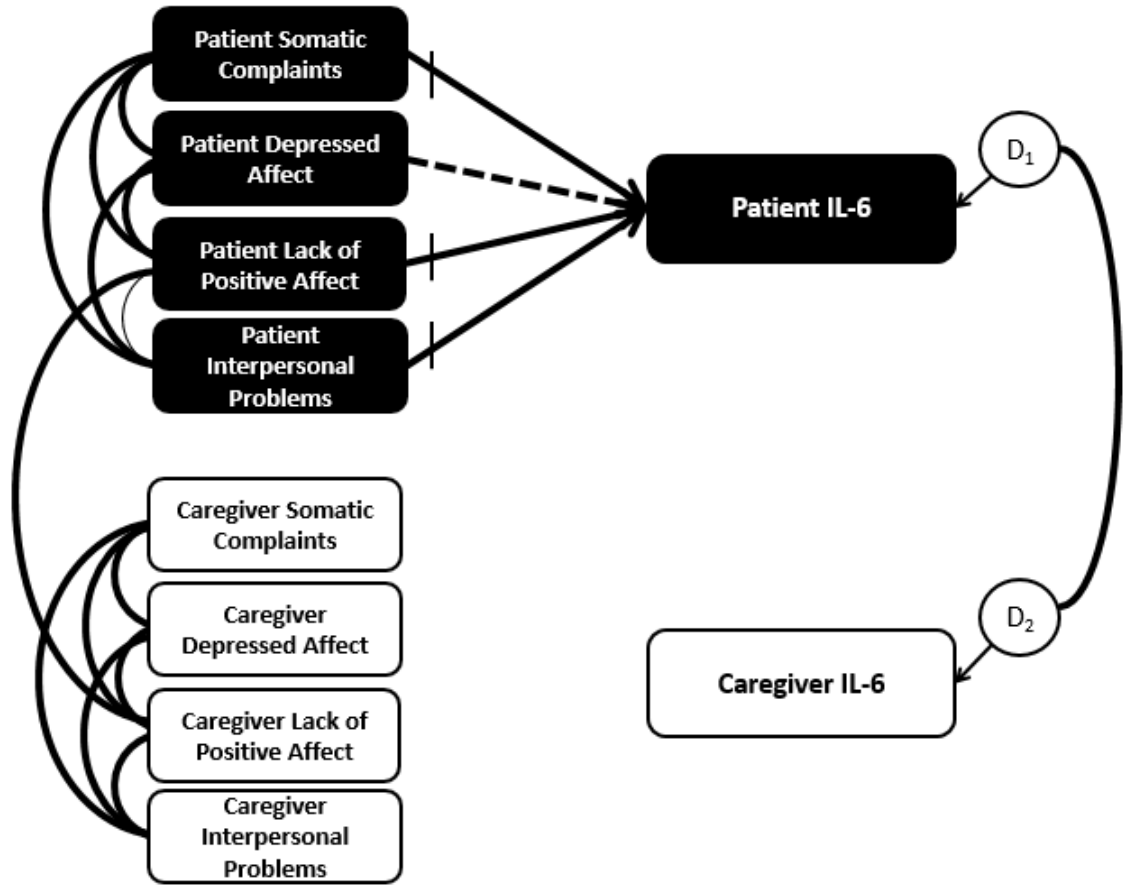 Patient Somatic
Complaints
Patient Depressed
Affect
Patient Lack of
Positive Affect
Patient
Interpersonal
Problems
Patient IL-6
D1
Caregiver Somatic
Complaints
Caregiver
Depressed Affect
Caregiver Lack of
Positive Affect
Caregiver
Interpersonal
Problems
D2
Caregiver IL-6